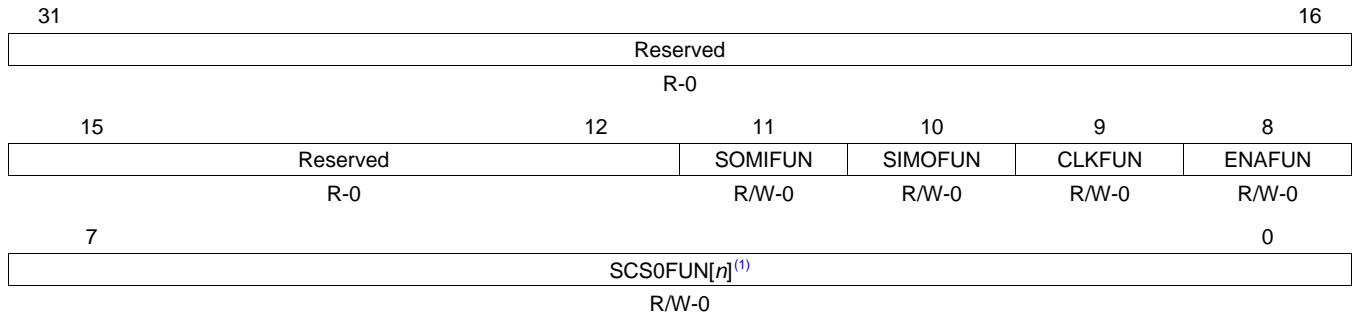 31 16
Reserved
R-0
15 12 11 10 9 8
Reserved SOMIFUN SIMOFUN CLKFUN ENAFUN
R-0 R/W-0 R/W-0 R/W-0 R/W-0
7 0
SCS0FUN[n](1)
R/W-0